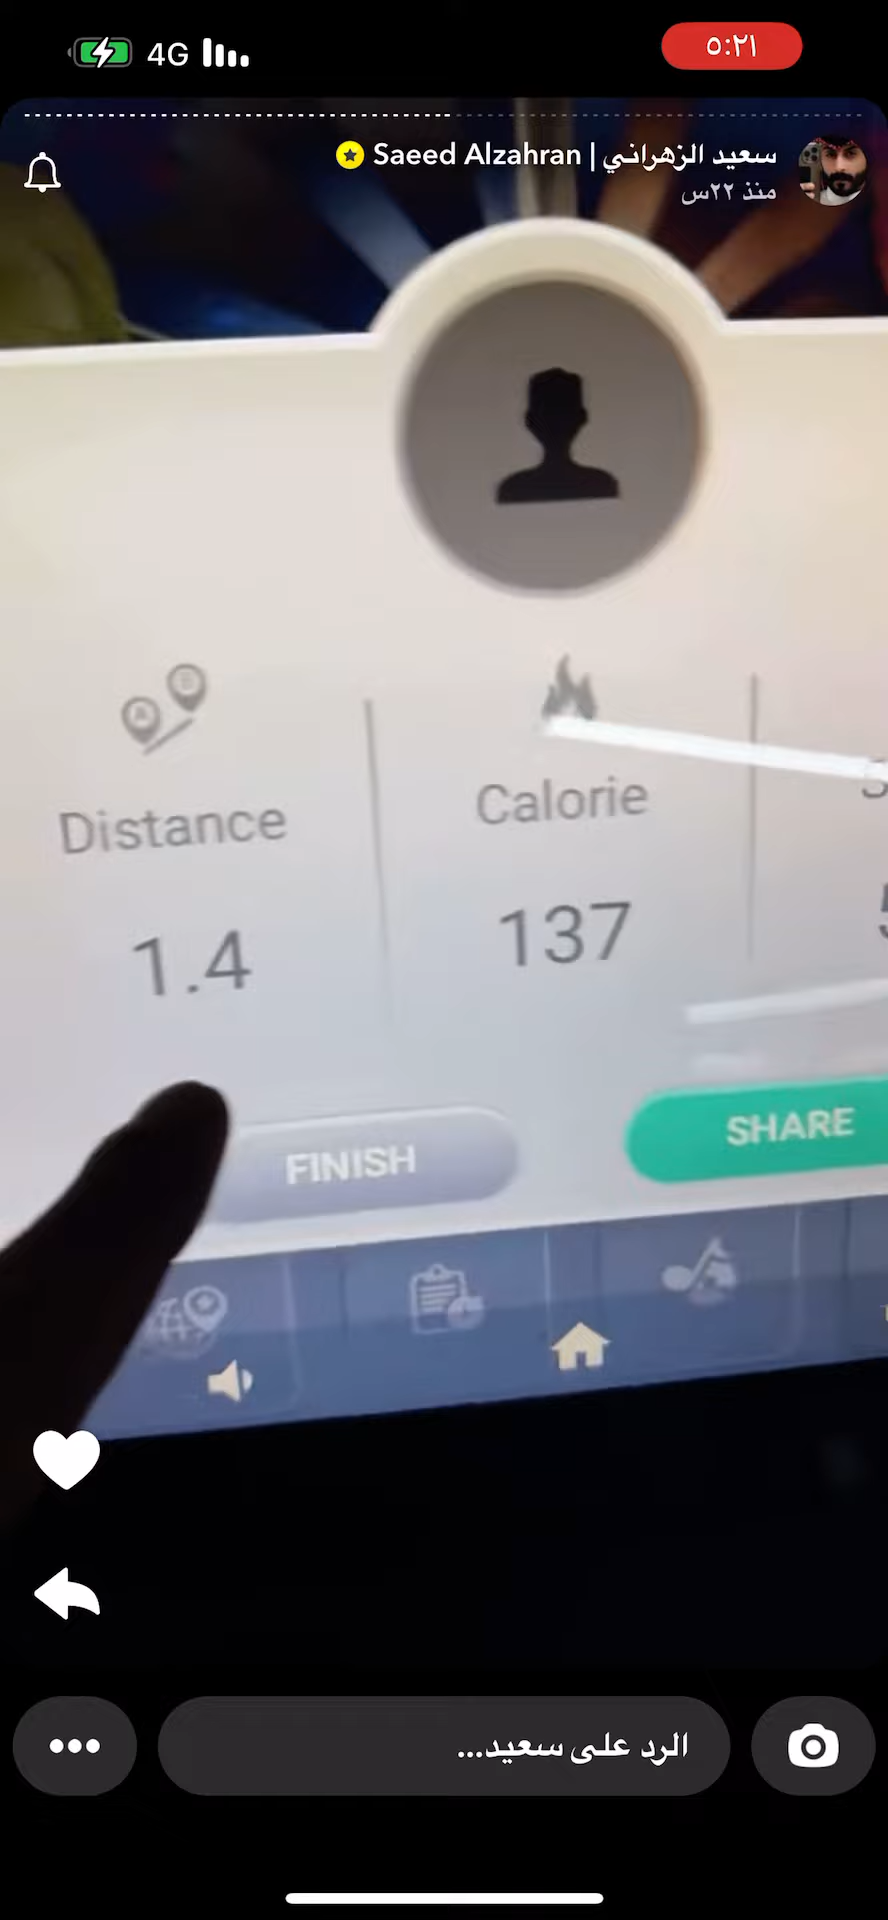 4G
٥:٢١
سعيد الزهراني | Saeed Alzahran
منذ ٢٢س
Distance
Calorie
1.4
137
FINISH
SHARE
الرد على سعيد...